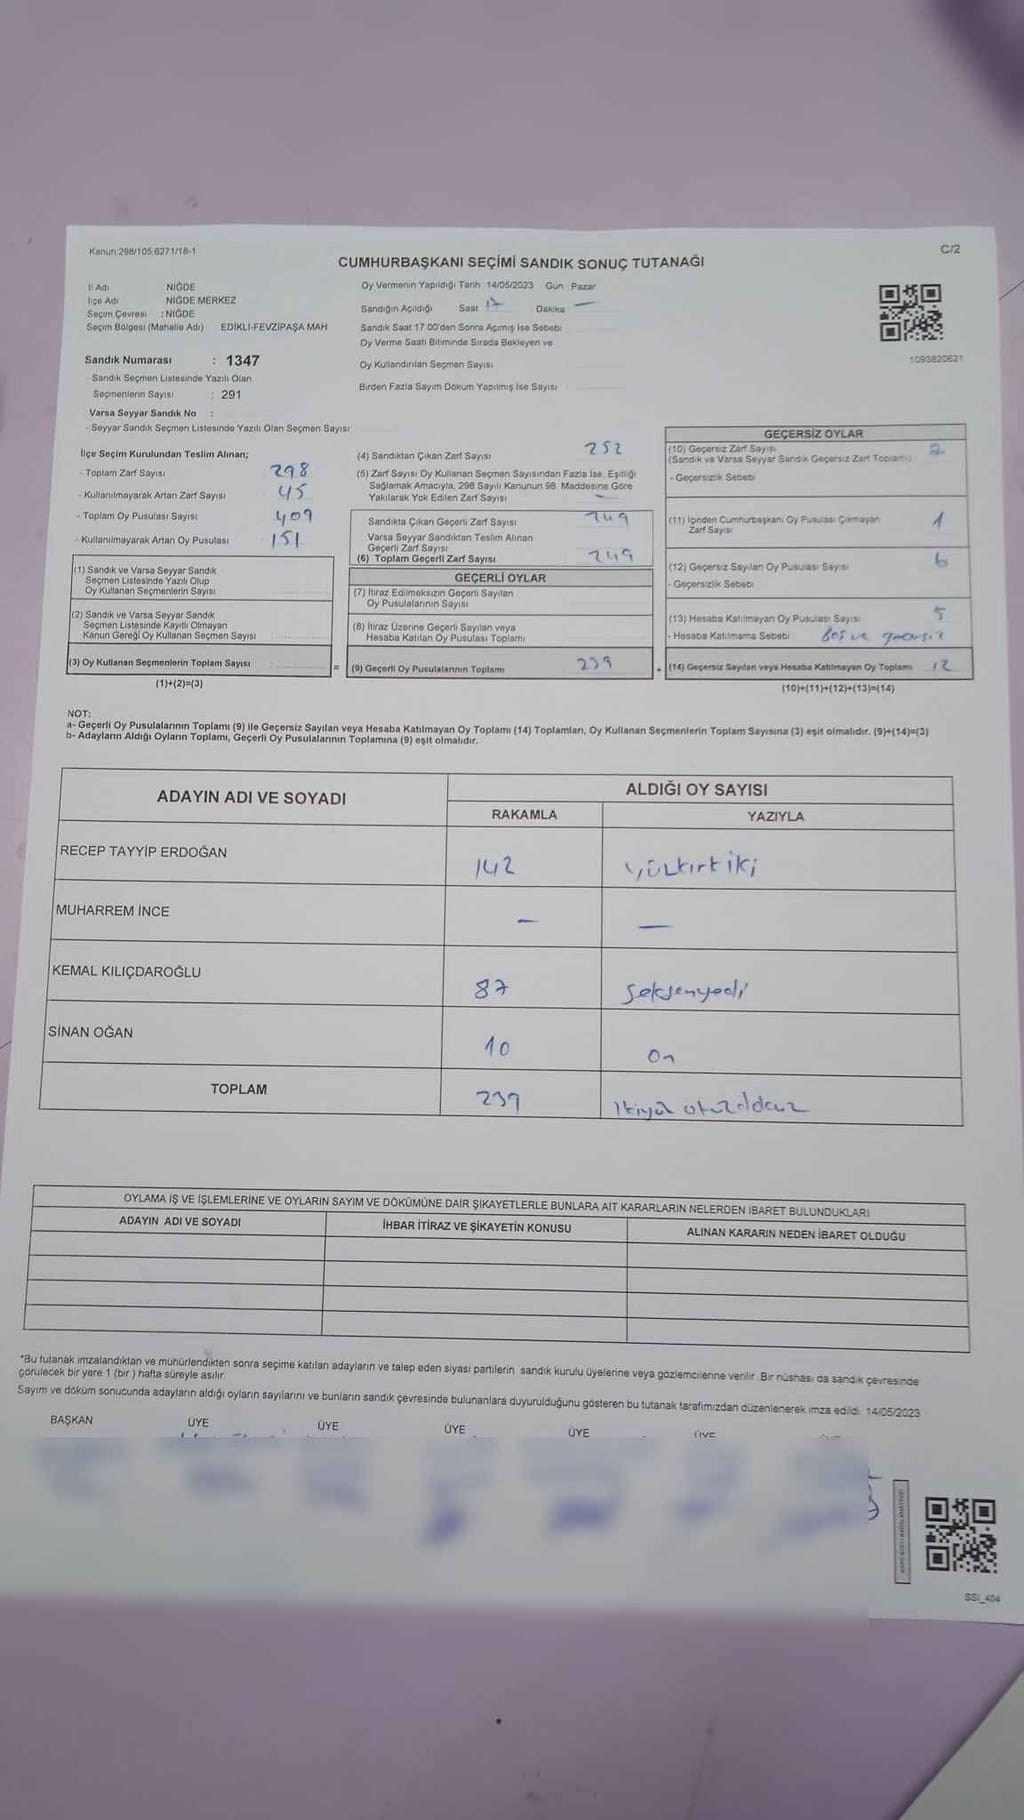 Kanun:298/105,6271/18-1
C/2
CUMHURBAŞKANI SEÇİMİ SANDIK SONUÇ TUTANAĞI
İl Adı NİĞDE
İlçe Adı NİĞDE MERKEZ
Seçim Çevresi : NİĞDE
Seçim Bölgesi (Mahalle Adı) EDİKLİ-FEVZİPAŞA MAH
Sandık Numarası : 1347
- Sandık Seçmen Listesinde Yazılı Olan
Seçmenlerin Sayısı : 291
Varsa Seyyar Sandık No :
- Seyyar Sandık Seçmen Listesinde Yazılı Olan Seçmen Sayısı
Oy Vermenin Yapıldığı Tarih 14/05/2023 Gün Pazar
Sandığın Açıldığı Saat 17 Dakika —
Sandık Saat 17.00'den Sonra Açımış İse Sebebi
Oy Verme Saati Bitiminde Sırada Bekleyen ve
Oy Kullandırılan Seçmen Sayısı
Birden Fazla Sayım Döküm Yapılmış İse Sayısı
1093820621
İlçe Seçim Kurulundan Teslim Alınan;
- Toplam Zarf Sayısı 298
- Kullanılmayarak Artan Zarf Sayısı 45
- Toplam Oy Pusulası Sayısı 409
- Kullanılmayarak Artan Oy Pusulası 151
(1) Sandık ve Varsa Seyyar Sandık
Seçmen Listesinde Yazılı Olup
Oy Kullanan Seçmenlerin Sayısı
(2) Sandık ve Varsa Seyyar Sandık
Seçmen Listesinde Kayıtlı Olmayan
Kanun Gereği Oy Kullanan Seçmen Sayısı
(3) Oy Kullanan Seçmenlerin Toplam Sayısı
(1)+(2)=(3)
(4) Sandıktan Çıkan Zarf Sayısı 252
(5) Zarf Sayısı Oy Kullanan Seçmen Sayısından Fazla İse, Eşitliği
Sağlamak Amacıyla, 298 Sayılı Kanunun 98. Maddesine Göre
Yakılarak Yok Edilen Zarf Sayısı —
Sandıkta Çıkan Geçerli Zarf Sayısı 249
Varsa Seyyar Sandıktan Teslim Alınan
Geçerli Zarf Sayısı
(6) Toplam Geçerli Zarf Sayısı 249
GEÇERLİ OYLAR
(7) İtiraz Edilmeksizin Geçerli Sayılan
Oy Pusulalarının Sayısı
(8) İtiraz Üzerine Geçerli Sayılan veya
Hesaba Katılan Oy Pusulası Toplamı
= (9) Geçerli Oy Pusulalarının Toplamı 239
GEÇERSİZ OYLAR
(10) Geçersiz Zarf Sayısı 2
(Sandık ve Varsa Seyyar Sandık Geçersiz Zarf Toplamı)
- Geçersizlik Sebebi
(11) İçinden Cumhurbaşkanı Oy Pusulası Çıkmayan 1
Zarf Sayısı
(12) Geçersiz Sayılan Oy Pusulası Sayısı 6
- Geçersizlik Sebebi
(13) Hesaba Katılmayan Oy Pusulası Sayısı 5
- Hesaba Katılmama Sebebi Boş ve geçersiz
+ (14) Geçersiz Sayılan veya Hesaba Katılmayan Oy Toplamı 12
(10)+(11)+(12)+(13)=(14)
NOT:
a- Geçerli Oy Pusulalarının Toplamı (9) ile Geçersiz Sayılan veya Hesaba Katılmayan Oy Toplamı (14) Toplamları, Oy Kullanan Seçmenlerin Toplam Sayısına (3) eşit olmalıdır. (9)+(14)=(3)
b- Adayların Aldığı Oyların Toplamı, Geçerli Oy Pusulalarının Toplamına (9) eşit olmalıdır.
ADAYIN ADI VE SOYADI ALDIĞI OY SAYISI
RAKAMLA YAZIYLA
RECEP TAYYİP ERDOĞAN 142 yüzkırkiki
MUHARREM İNCE — —
KEMAL KILIÇDAROĞLU 87 seksenyedi
SİNAN OĞAN 10 On
TOPLAM 239 İkiyüz otuzdokuz
OYLAMA İŞ VE İŞLEMLERİNE VE OYLARIN SAYIM VE DÖKÜMÜNE DAİR ŞİKAYETLERLE BUNLARA AİT KARARLARIN NELERDEN İBARET BULUNDUKLARI
ADAYIN ADI VE SOYADI İHBAR İTİRAZ VE ŞİKAYETİN KONUSU ALINAN KARARIN NEDEN İBARET OLDUĞU
*Bu tutanak imzalandıktan ve mühürlendikten sonra seçime katılan adayların ve talep eden siyasi partilerin sandık kurulu üyelerine veya gözlemcilerine verilir. Bir nüshası da sandık çevresinde
görülecek bir yere 1 (bir ) hafta süreyle asılır.
Sayım ve döküm sonucunda adayların aldığı oyların sayılarını ve bunların sandık çevresinde bulunanlara duyurulduğunu gösteren bu tutanak tarafımızdan düzenlenerek imza edildi. 14/05/2023
BAŞKAN ÜYE ÜYE ÜYE ÜYE ÜYE
SSI_404